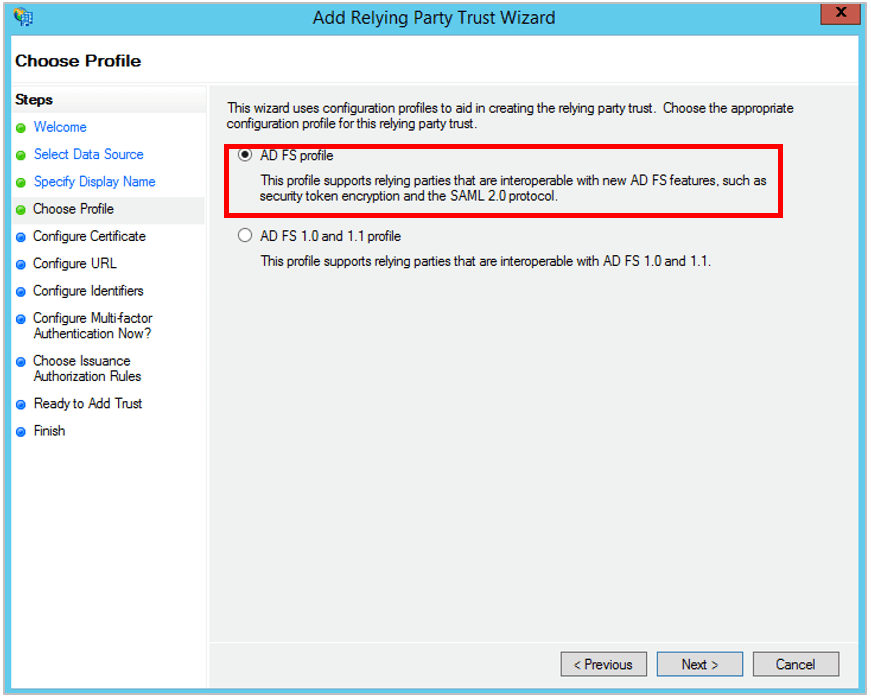 Add Relying Party Trust Wizard
X
Choose Profile
Steps
Welcome
Select Data Source
Specify Display Name
Choose Profile
Configure Certificate
Configure URL
Configure Identifiers
Configure Multi-factor
Authentication Now?
Choose Issuance
Authorization Rules
Ready to Add Trust
Finish
This wizard uses configuration profiles to aid in creating the relying party trust. Choose the appropriate
configuration profile for this relying party trust.
AD FS profile
This profile supports relying parties that are interoperable with new AD FS features, such as
security token encryption and the SAML 2.0 protocol.
AD FS 1.0 and 1.1 profile
This profile supports relying parties that are interoperable with AD FS 1.0 and 1.1.
< Previous
Next >
Cancel